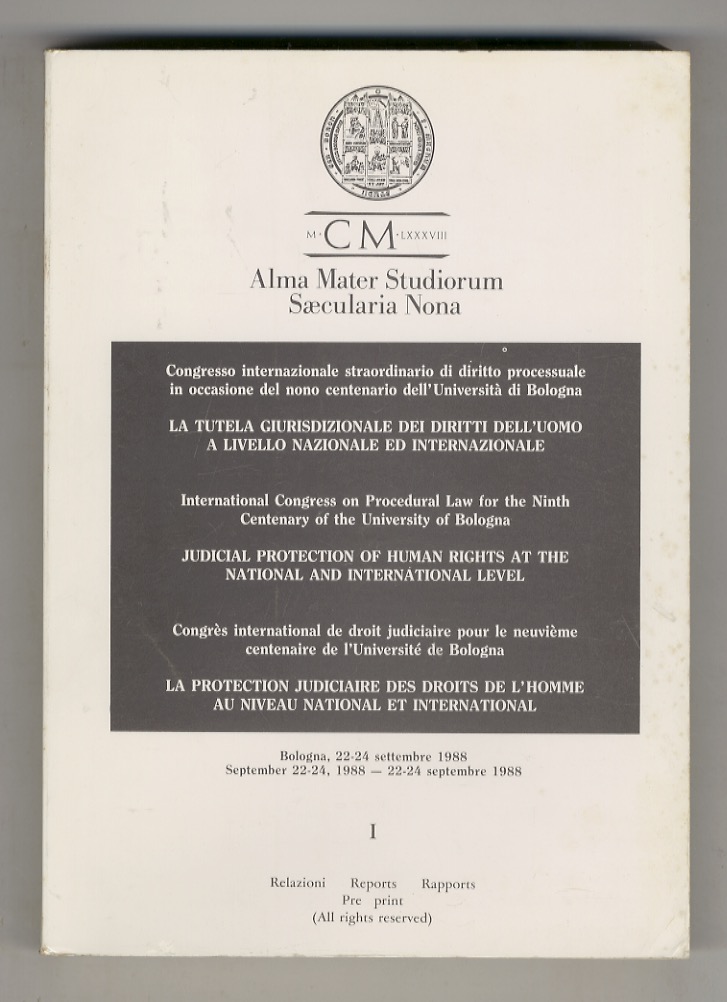 M · CM · LXXXVIII
Alma Mater Studiorum
Sæcularia Nona
Congresso internazionale straordinario di diritto processuale
in occasione del nono centenario dell'Università di Bologna
LA TUTELA GIURISDIZIONALE DEI DIRITTI DELL'UOMO
A LIVELLO NAZIONALE ED INTERNAZIONALE
International Congress on Procedural Law for the Ninth
Centenary of the University of Bologna
JUDICIAL PROTECTION OF HUMAN RIGHTS AT THE
NATIONAL AND INTERNATIONAL LEVEL
Congrès international de droit judiciaire pour le neuvième
centenaire de l'Université de Bologna
LA PROTECTION JUDICIAIRE DES DROITS DE L'HOMME
AU NIVEAU NATIONAL ET INTERNATIONAL
Bologna, 22-24 settembre 1988
September 22-24, 1988 — 22-24 septembre 1988
I
Relazioni Reports Rapports
Pre print
(All rights reserved)